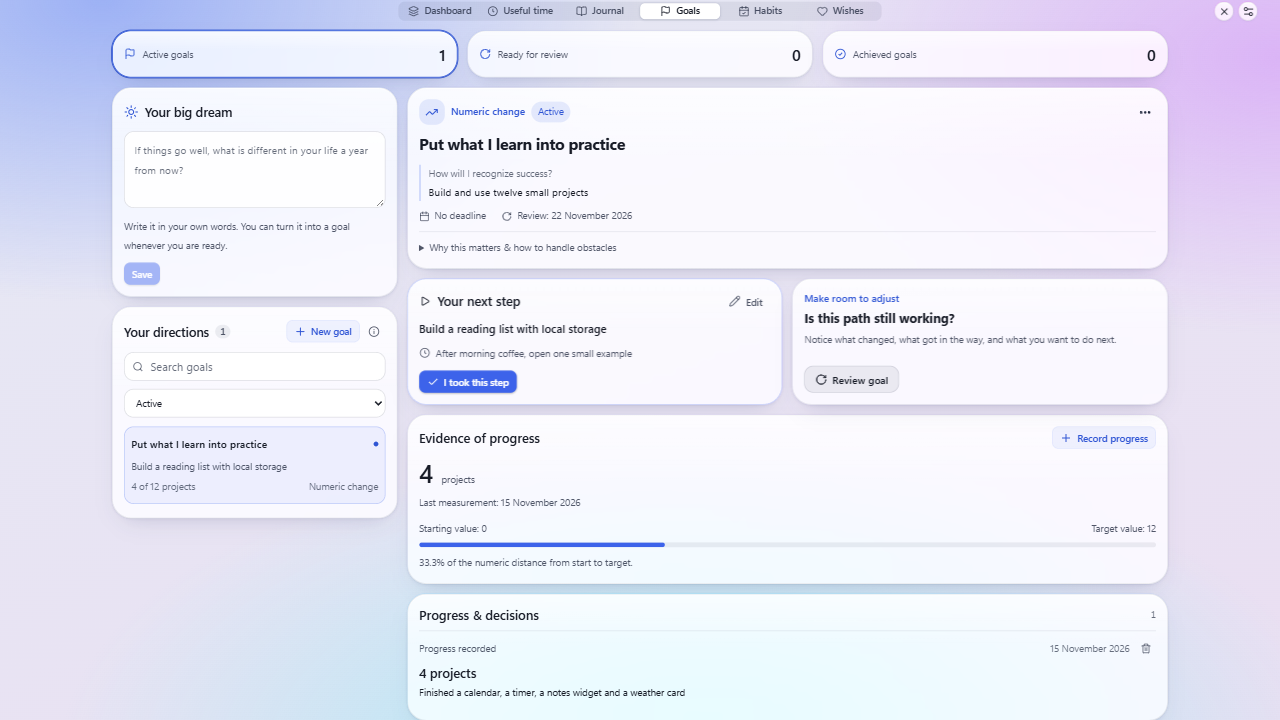 Dashboard
Useful time
Journal
Goals
Habits
Wishes
Active goals
1
Ready for review
0
Achieved goals
0
Your big dream
If things go well, what is different in your life a year
from now?
Write it in your own words. You can turn it into a goal
whenever you are ready.
Save
Your directions
1
New goal
Search goals
Active
Put what I learn into practice
Build a reading list with local storage
4 of 12 projects
Numeric change
Numeric change
Active
Put what I learn into practice
How will I recognize success?
Build and use twelve small projects
No deadline
Review: 22 November 2026
Why this matters & how to handle obstacles
Your next step
Edit
Build a reading list with local storage
After morning coffee, open one small example
I took this step
Make room to adjust
Is this path still working?
Notice what changed, what got in the way, and what you want to do next.
Review goal
Evidence of progress
Record progress
4 projects
Last measurement: 15 November 2026
Starting value: 0
Target value: 12
33.3% of the numeric distance from start to target.
Progress & decisions
1
Progress recorded
15 November 2026
4 projects
Finished a calendar, a timer, a notes widget and a weather card